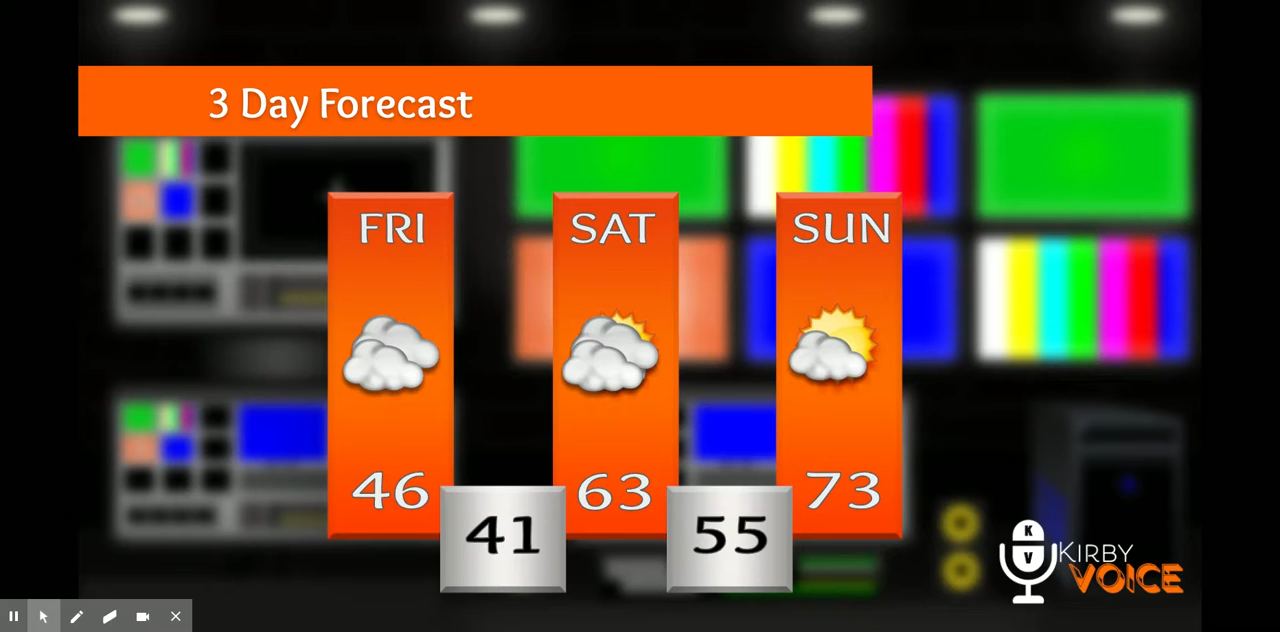 3 Day Forecast
FRI
SAT
SUN
46
63
73
41
55
K
V
KIRBY
VOICE